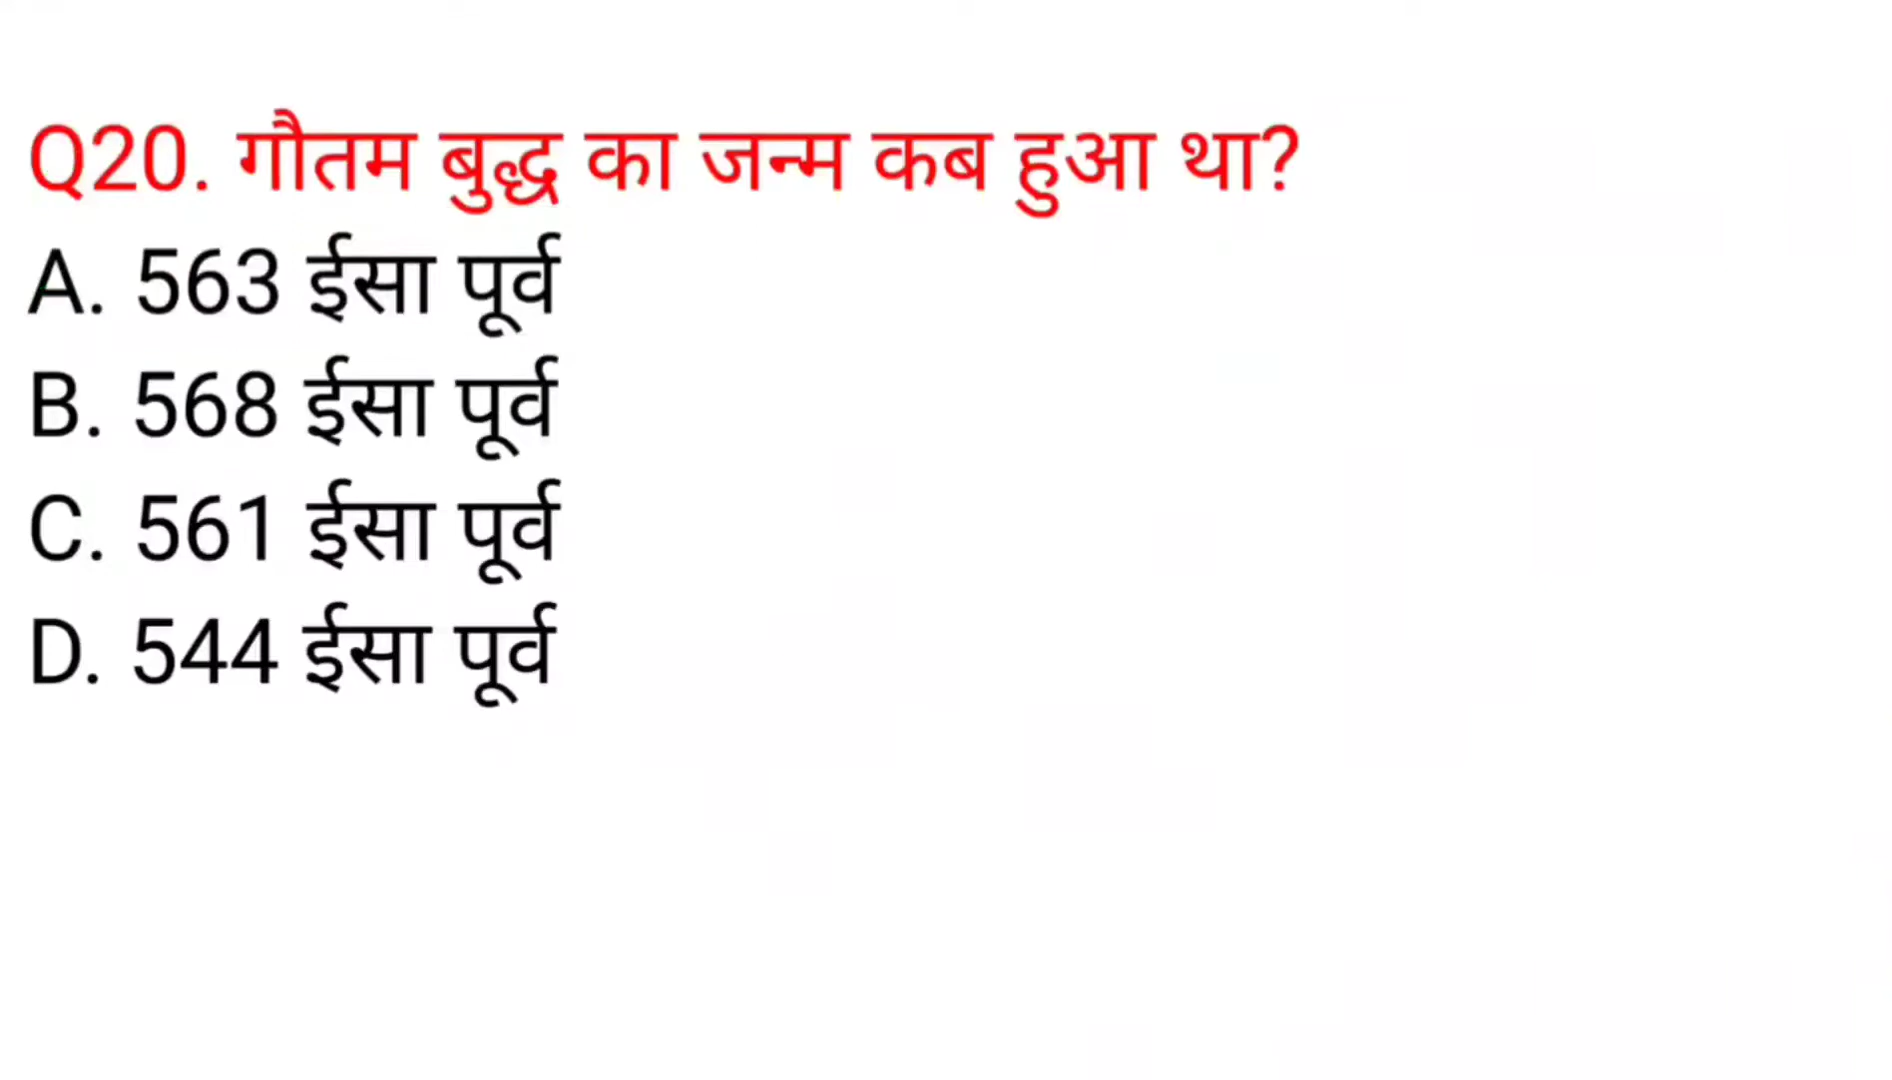 Q20. गौतम बुद्ध का जन्म कब हुआ था?
A. 563 ईसा पूर्व
B. 568 ईसा पूर्व
C. 561 ईसा पूर्व
D. 544 ईसा पूर्व